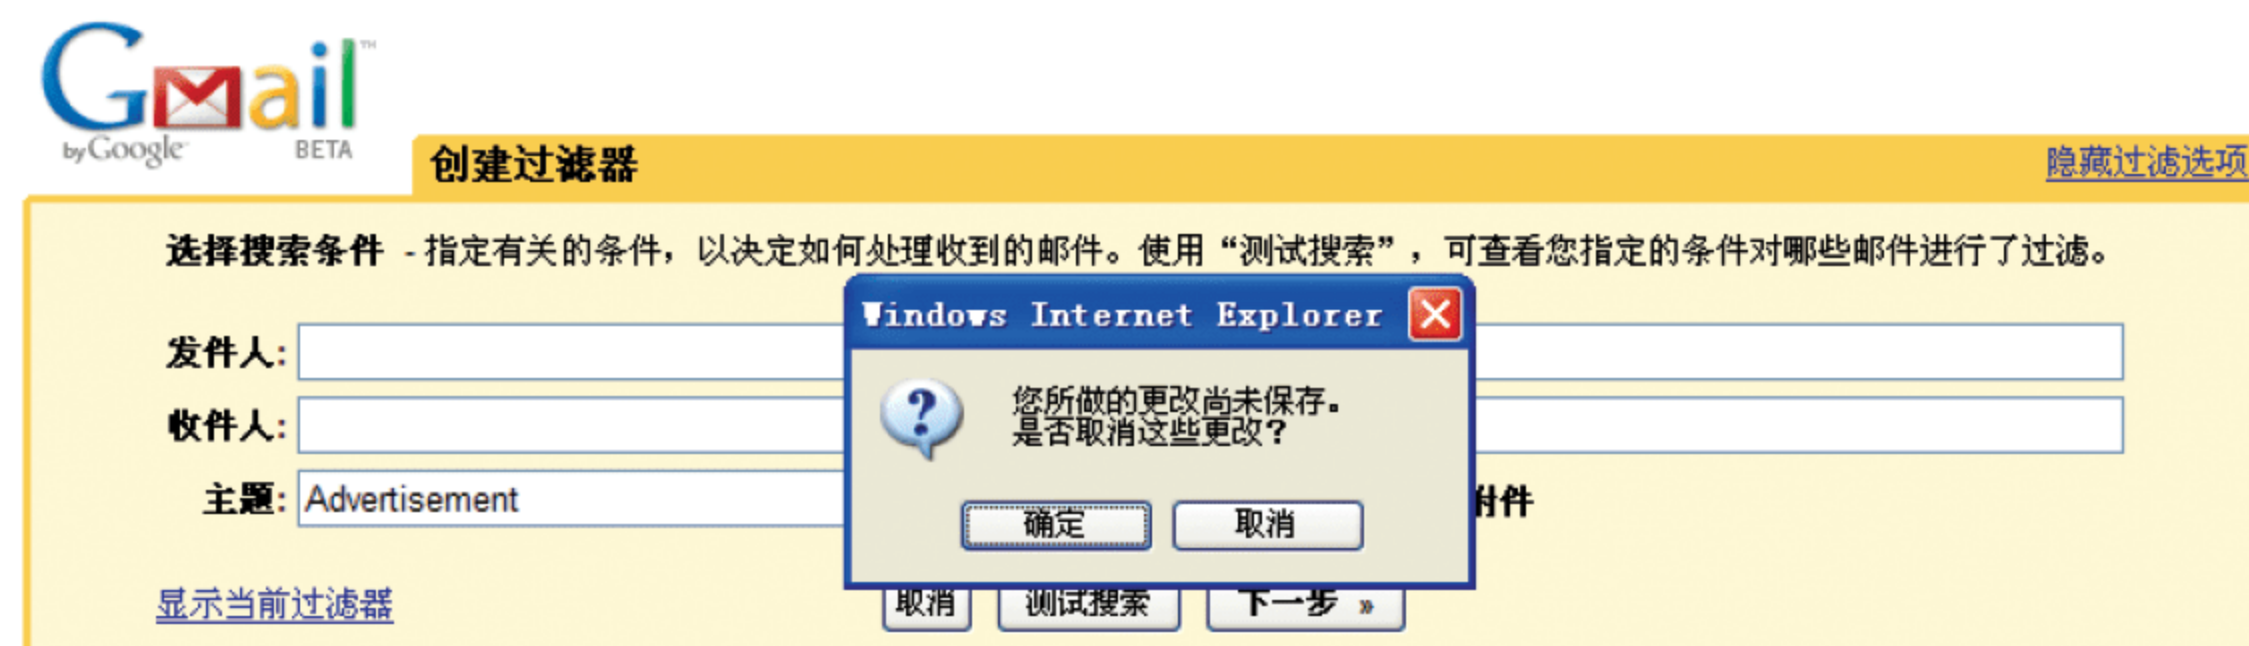 Gmail™
by Google BETA
创建过滤器
隐藏过滤选项
选择搜索条件 - 指定有关的条件，以决定如何处理收到的邮件。使用“测试搜索”，可查看您指定的条件对哪些邮件进行了过滤。
Windows Internet Explorer
发件人:
您所做的更改尚未保存。
收件人:
是否取消这些更改？
主题: Advertisement
附件
确定 取消
显示当前过滤器
取消 测试搜索 下一步 »